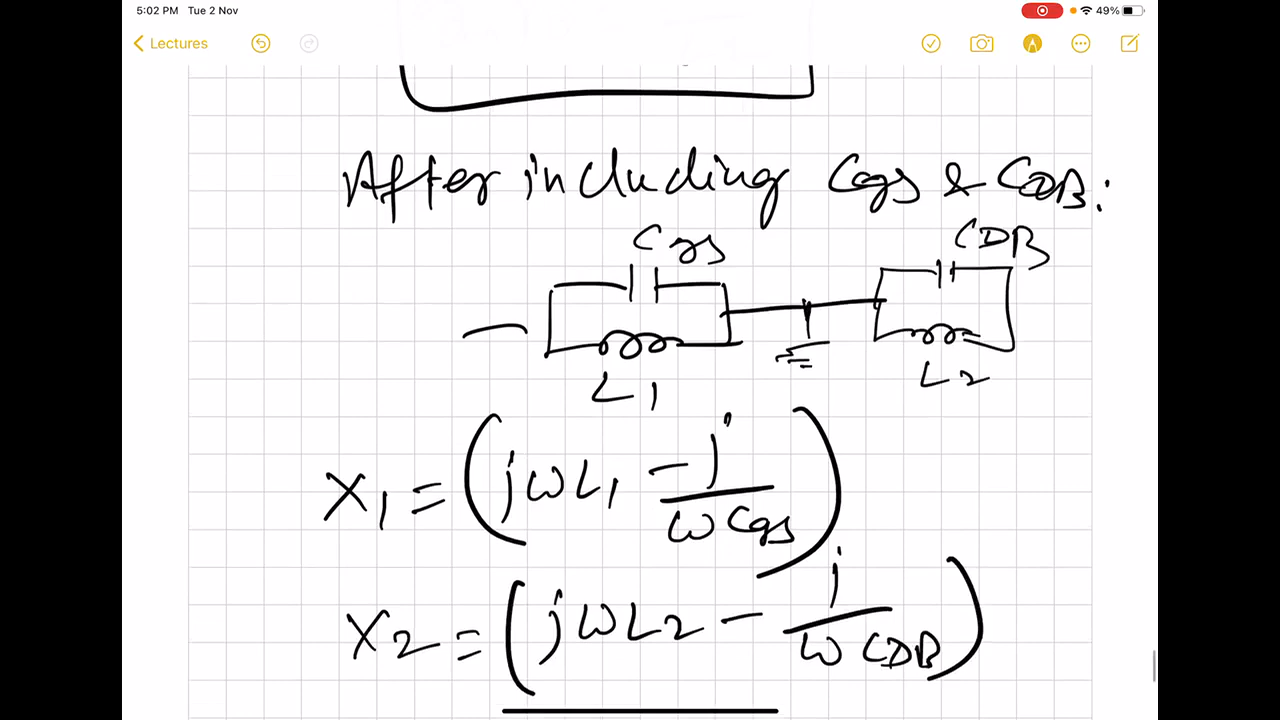 5:02 PM Tue 2 Nov
49%
Lectures
After including Cgs & CDB:
Cgs
CDB
L1
L2
X1 = (jωL1 - j/ωCgs)
X2 = (jωL2 - j/ωCDB)